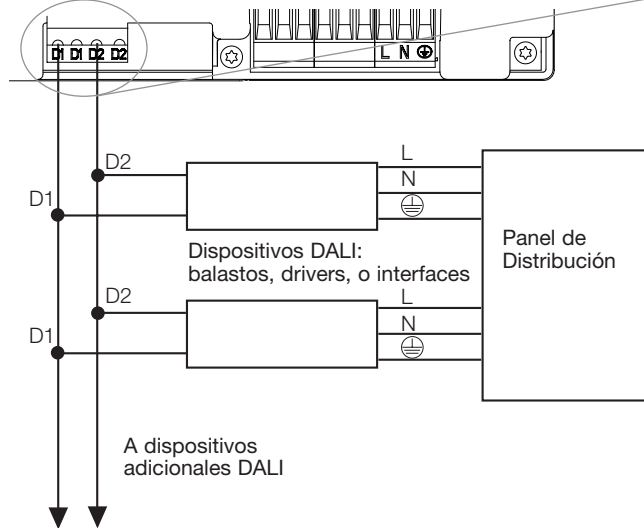 D1 D1 D2 D2
L N
D2
L
N
D1
Dispositivos DALI:
balastos, drivers, o interfaces
Panel de
Distribución
D2
L
N
D1
A dispositivos
adicionales DALI